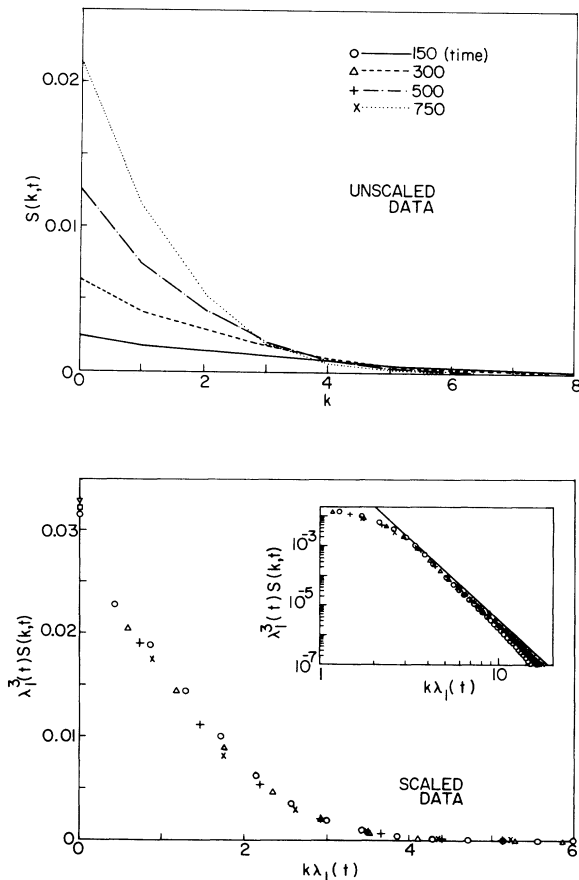 0.02
0.01
0
S(k,t)
150 (time)
300
500
750
UNSCALED
DATA
0 2 4 6 8
k
0.03
0.02
0.01
0
λ₁³(t)S(k,t)
10⁻³
10⁻⁵
10⁻⁷
λ₁³(t)S(k,t)
1 10
kλ₁(t)
SCALED
DATA
0 2 4 6
kλ₁(t)